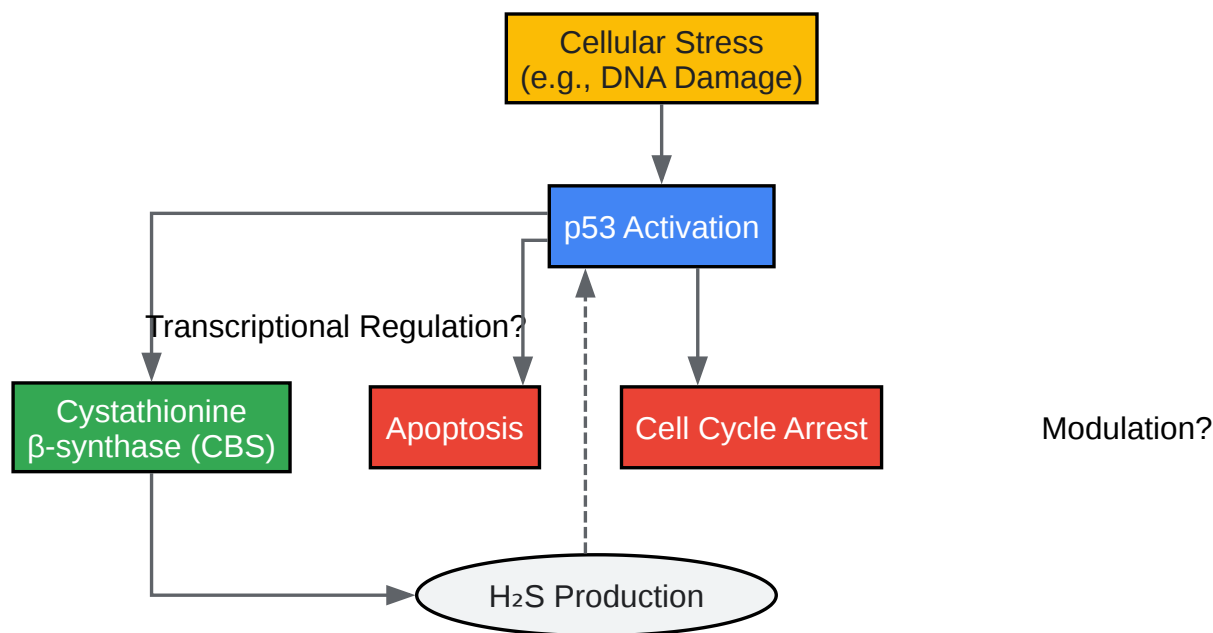 Cellular Stress
(e.g., DNA Damage)
p53 Activation
Transcriptional Regulation?
Cystathionine
β-synthase (CBS)
Apoptosis
Cell Cycle Arrest
Modulation?
H₂S Production